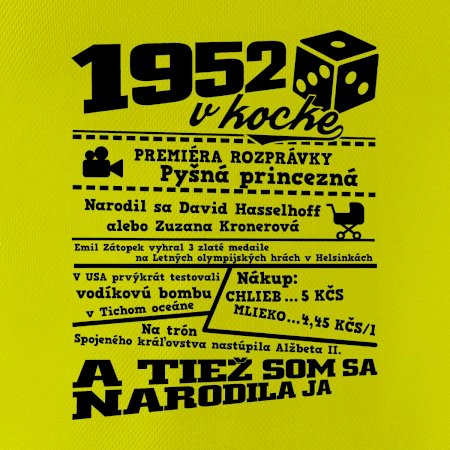 1952
v kocke
PREMIÉRA ROZPRÁVKY
Pyšná princezná
Narodil sa David Hasselhoff
alebo Zuzana Kronerová
Emil Zátopek vyhral 3 zlaté medaile
na Letných olympijských hrách v Helsinkách
V USA prvýkrát testovali
vodíkovú bombu
v Tichom oceáne
Nákup:
CHLIEB...5 KČS
MLIEKO...4,45 KČS/l
Na trón
Spojeného kráľovstva nastúpila Alžbeta II.
A TIEŽ SOM SA
NARODILA JA